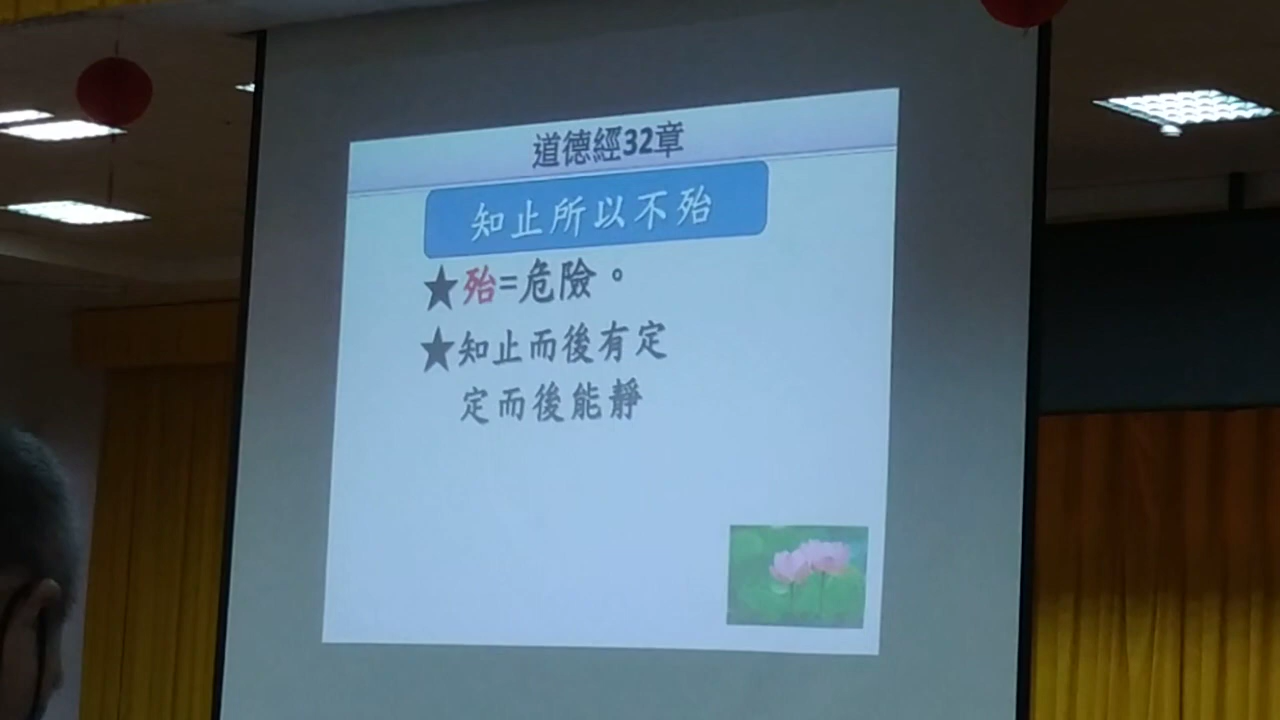 道德經32章
知止所以不殆
★殆=危險。
★知止而後有定
定而後能靜